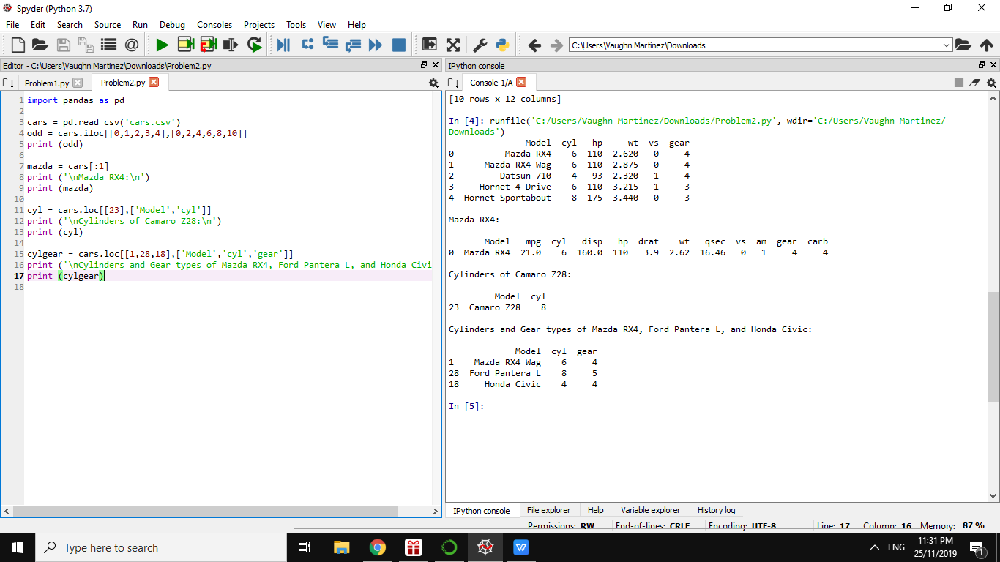 Spyder (Python 3.7)
File Edit Search Source Run Debug Consoles Projects Tools View Help
C:\Users\Vaughn Martinez\Downloads
Editor - C:\Users\Vaughn Martinez\Downloads\Problem2.py
Problem1.py Problem2.py
1 import pandas as pd
2
3 cars = pd.read_csv('cars.csv')
4 odd = cars.iloc[[0,1,2,3,4],[0,2,4,6,8,10]]
5 print (odd)
6
7 mazda = cars[:1]
8 print ('\nMazda RX4:\n')
9 print (mazda)
10
11 cyl = cars.loc[[23],['Model','cyl']]
12 print ('\nCylinders of Camaro Z28:\n')
13 print (cyl)
14
15 cylgear = cars.loc[[1,28,18],['Model','cyl','gear']]
16 print ('\nCylinders and Gear types of Mazda RX4, Ford Pantera L, and Honda Civi
17 print (cylgear)
18
IPython console
Console 1/A
[10 rows x 12 columns]
In [4]: runfile('C:/Users/Vaughn Martinez/Downloads/Problem2.py', wdir='C:/Users/Vaughn Martinez/
Downloads')
Model cyl hp wt vs gear
0 Mazda RX4 6 110 2.620 0 4
1 Mazda RX4 Wag 6 110 2.875 0 4
2 Datsun 710 4 93 2.320 1 4
3 Hornet 4 Drive 6 110 3.215 1 3
4 Hornet Sportabout 8 175 3.440 0 3
Mazda RX4:
Model mpg cyl disp hp drat wt qsec vs am gear carb
0 Mazda RX4 21.0 6 160.0 110 3.9 2.62 16.46 0 1 4 4
Cylinders of Camaro Z28:
Model cyl
23 Camaro Z28 8
Cylinders and Gear types of Mazda RX4, Ford Pantera L, and Honda Civic:
Model cyl gear
1 Mazda RX4 Wag 6 4
28 Ford Pantera L 8 5
18 Honda Civic 4 4
In [5]:
IPython console File explorer Help Variable explorer History log
Permissions: RW End-of-lines: CRLF Encoding: UTF-8 Line: 17 Column: 16 Memory: 87 %
Type here to search
ENG
11:31 PM
25/11/2019
1